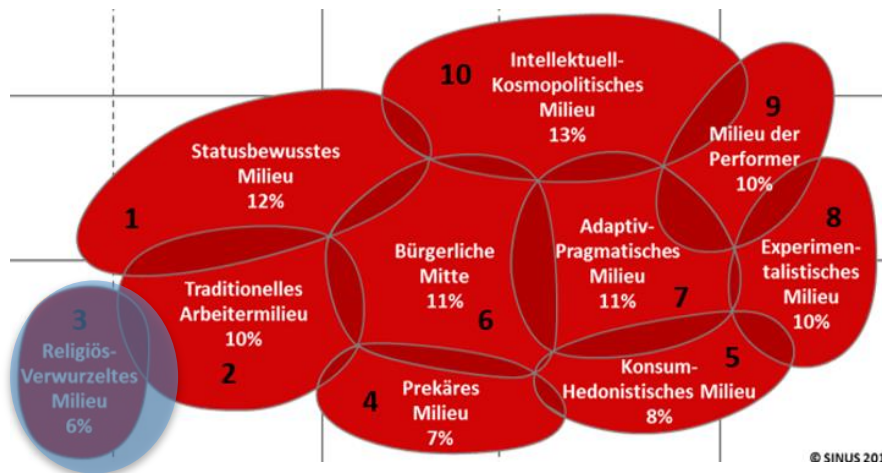 10
Intellektuell-
Kosmopolitisches
Milieu
13%
9
Milieu der
Performer
10%
1
Statusbewusstes
Milieu
12%
8
Experimen-
talistisches
Milieu
10%
Adaptiv-
Pragmatisches
Milieu
11%
7
Bürgerliche
Mitte
11%
6
Traditionelles
Arbeitermilieu
10%
2
3
Religiös-
Verwurzeltes
Milieu
6%
4
Prekäres
Milieu
7%
5
Konsum-
Hedonistisches Milieu
8%
© SINUS 201